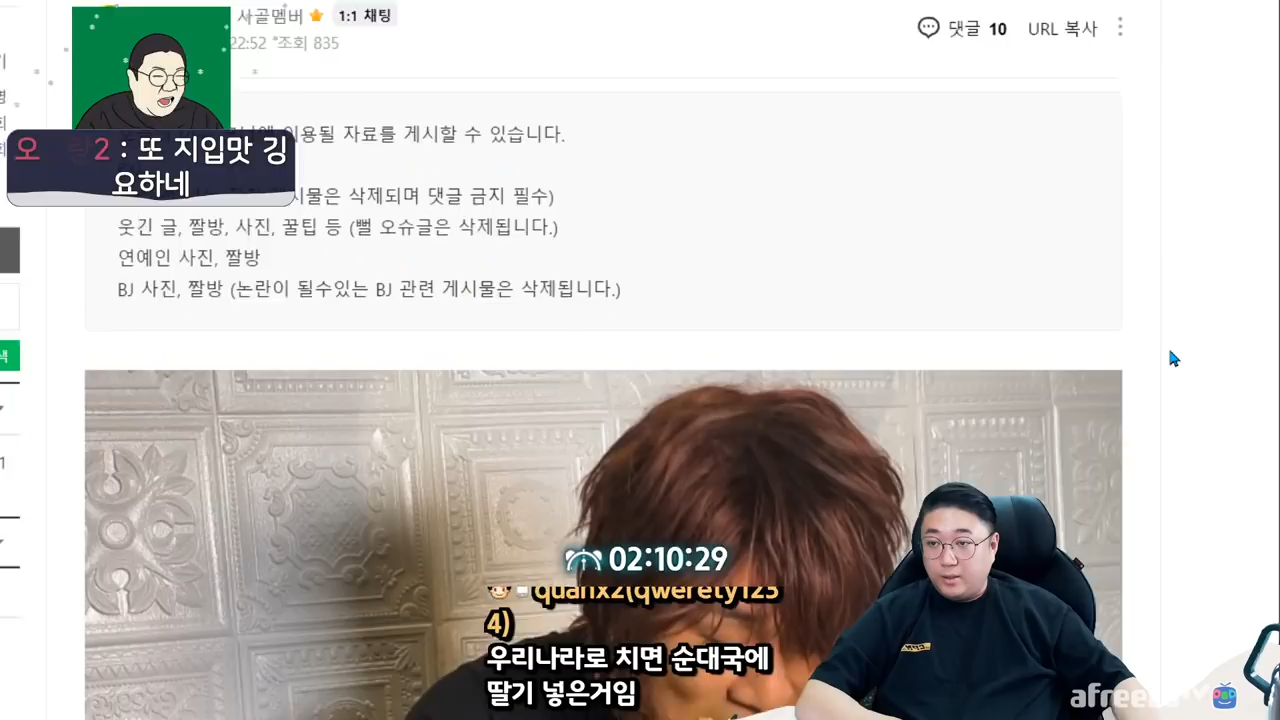 사골멤버 1:1 채팅
22:52 조회 835
댓글 10 URL 복사
이용될 자료를 게시할 수 있습니다.
오 2 : 또 지입맛 깅
요하네
시물은 삭제되며 댓글 금지 필수)
웃긴 글, 짤방, 사진, 꿀팁 등 (뻘 오슈글은 삭제됩니다.)
연예인 사진, 짤방
BJ 사진, 짤방 (논란이 될수있는 BJ 관련 게시물은 삭제됩니다.)
02:10:29
quanx2(qwerety125
4)
우리나라로 치면 순대국에
딸기 넣은거임